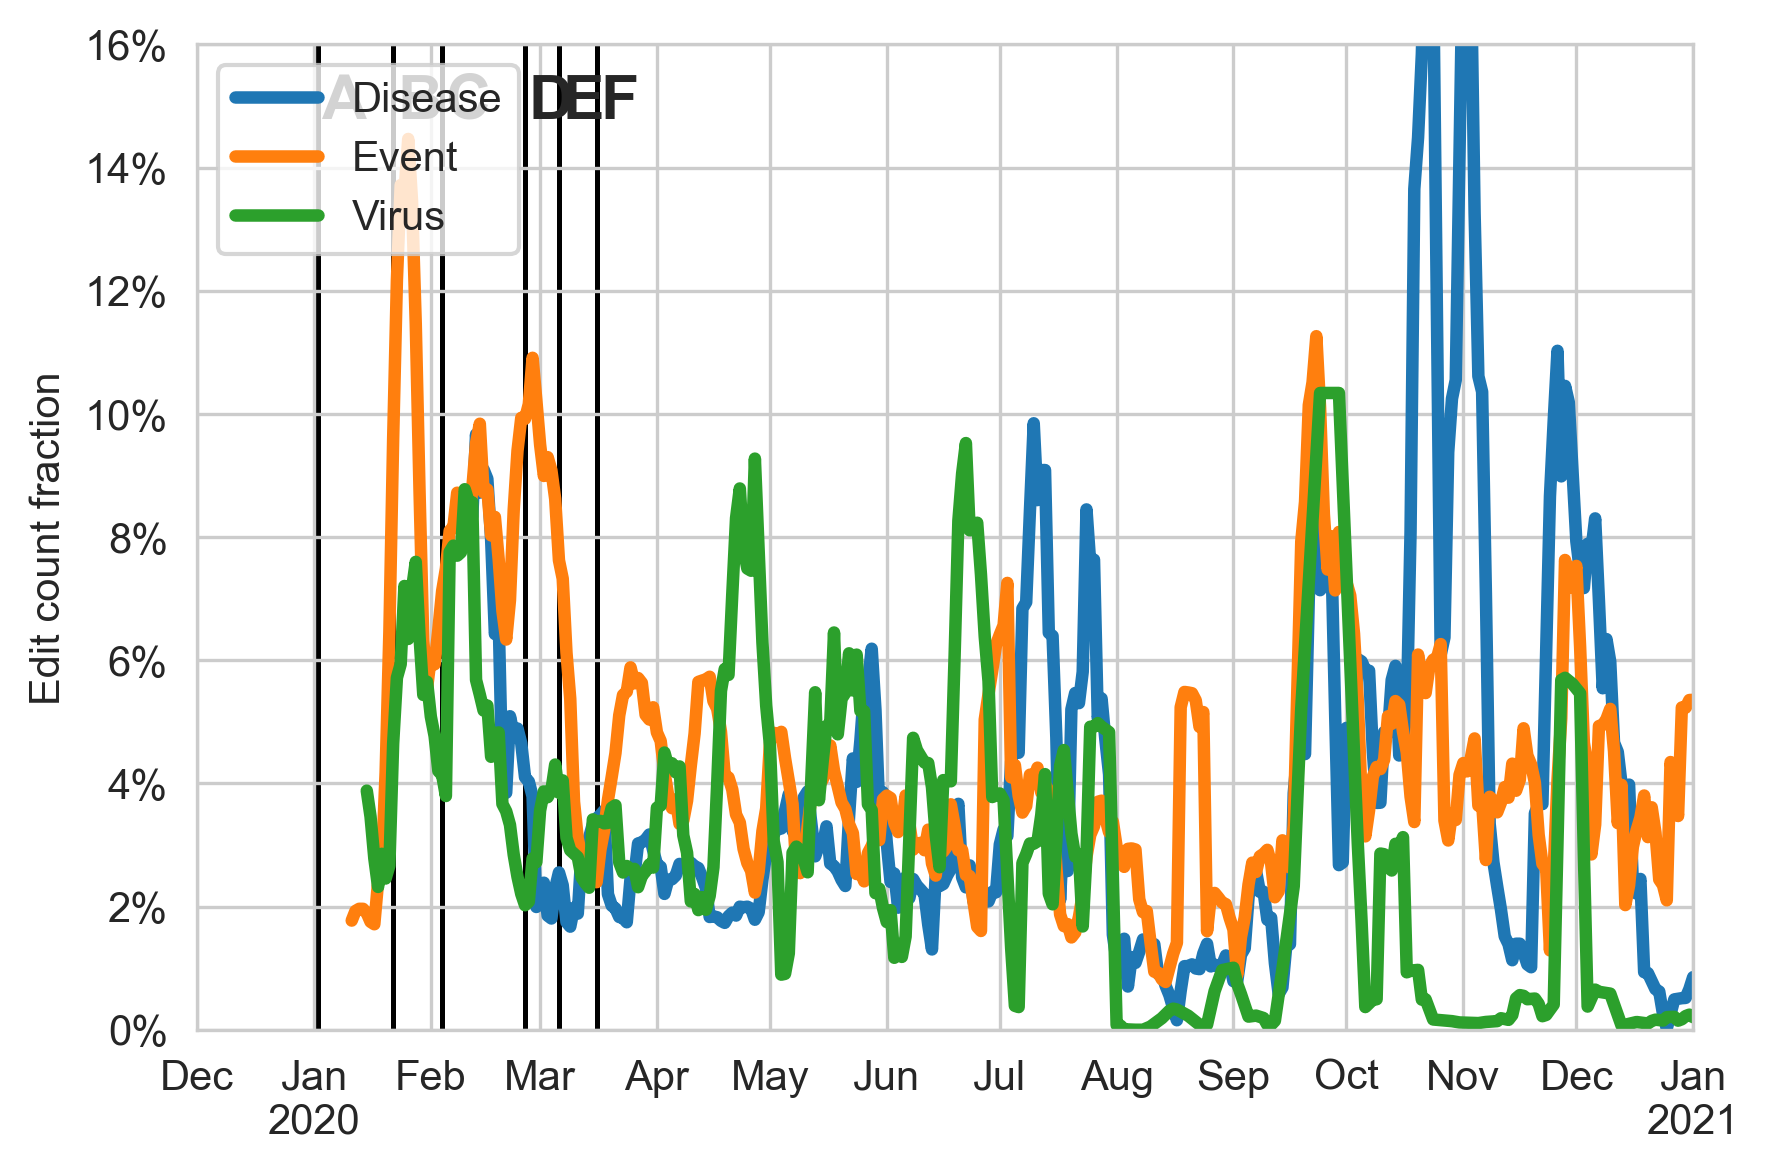 16%
14%
12%
10%
8%
6%
4%
2%
0%
Edit count fraction
A B C D E F
Disease
Event
Virus
Dec Jan Feb Mar Apr May Jun Jul Aug Sep Oct Nov Dec Jan
2020 2021